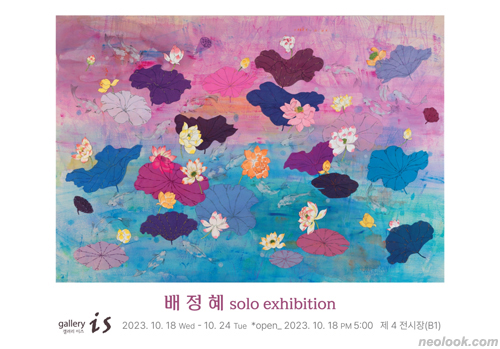 배 정 혜 solo exhibition
gallery is
갤러리 이즈
2023. 10. 18 Wed - 10. 24 Tue *open_ 2023. 10. 18 PM 5:00 제 4 전시장(B1)
neolook.com